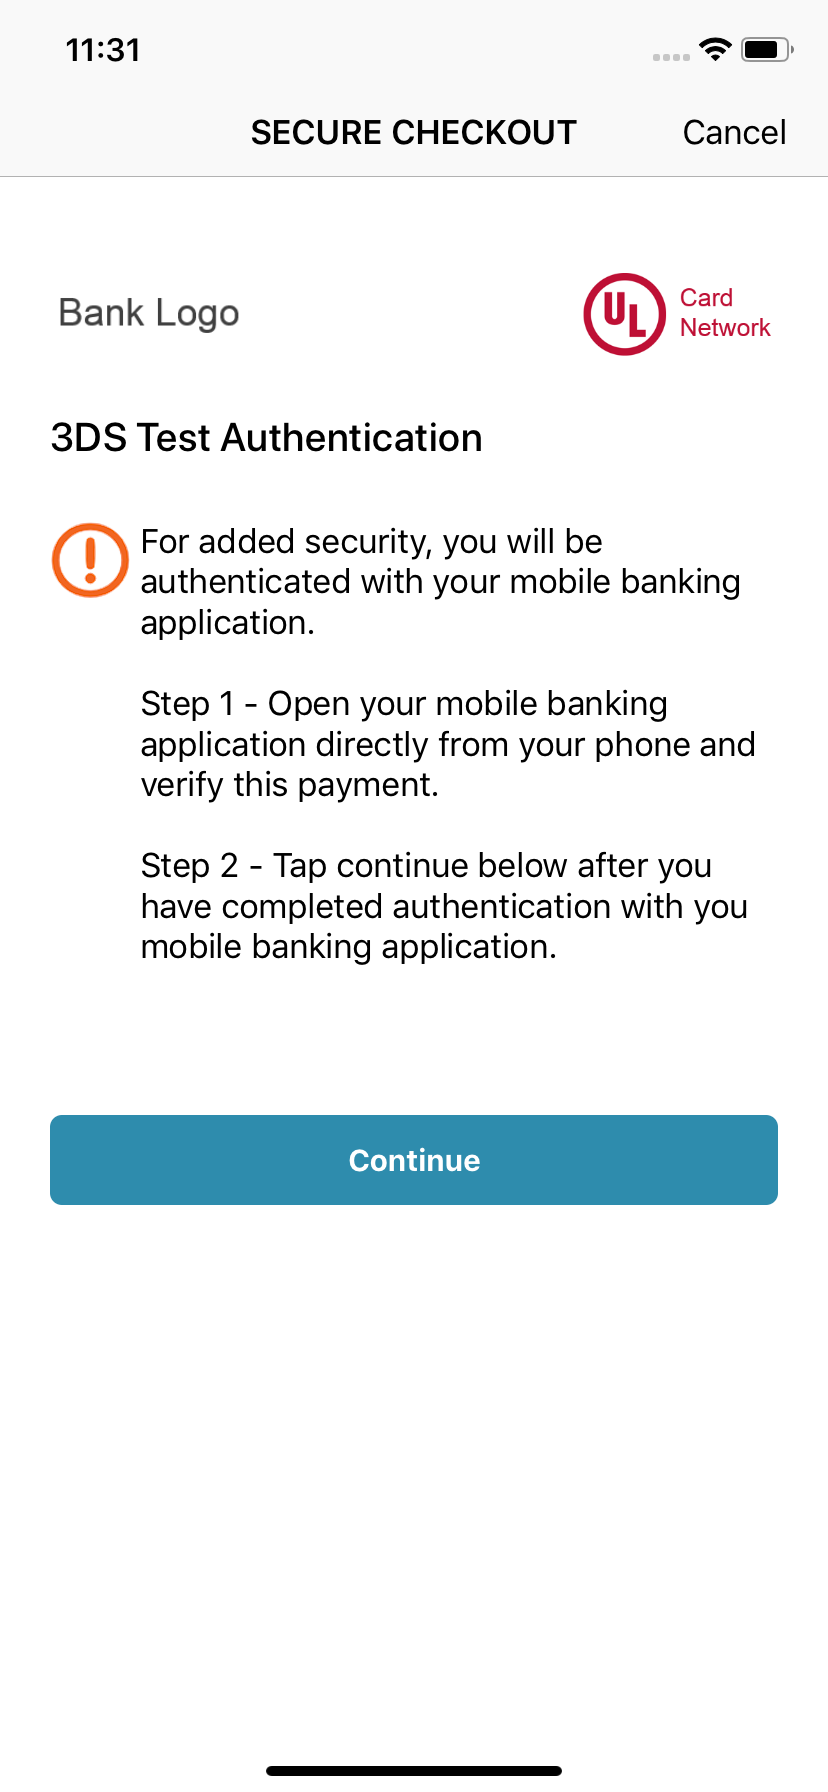 11:31
SECURE CHECKOUT
Cancel
Bank Logo
UL
Card
Network
3DS Test Authentication
For added security, you will be
authenticated with your mobile banking
application.
Step 1 - Open your mobile banking
application directly from your phone and
verify this payment.
Step 2 - Tap continue below after you
have completed authentication with you
mobile banking application.
Continue